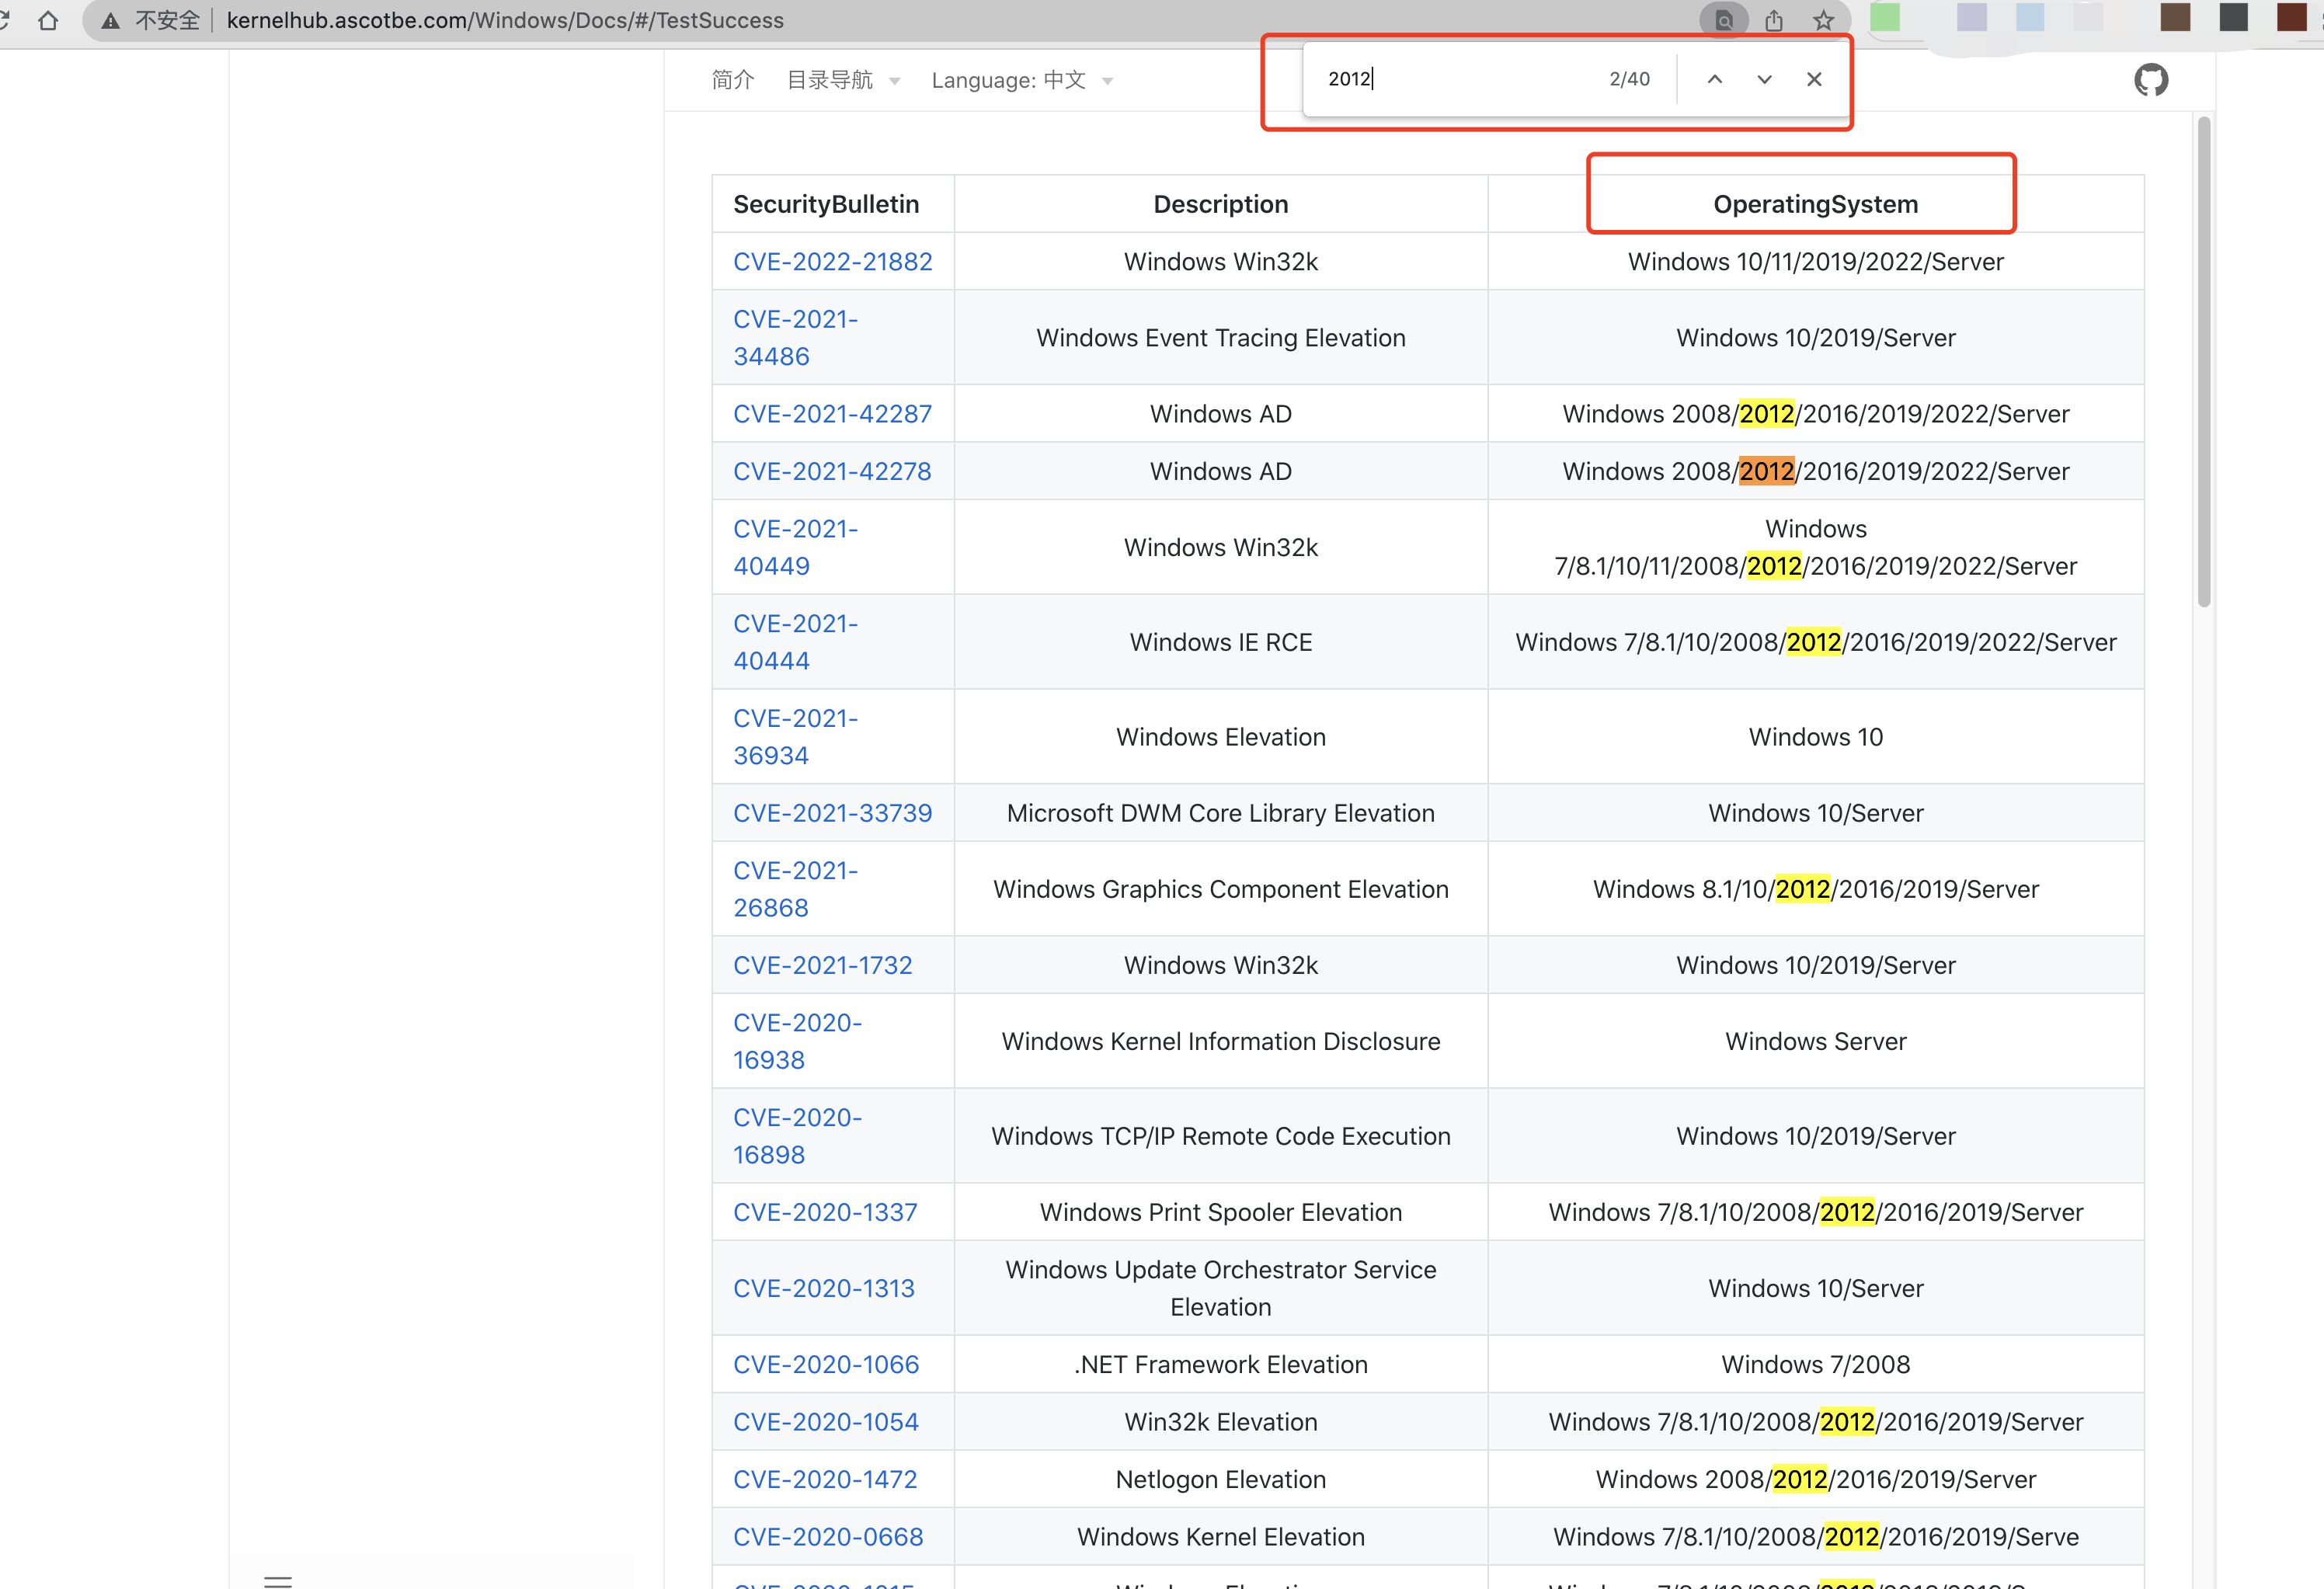 不安全 kernelhub.ascotbe.com/Windows/Docs/#/TestSuccess
简介 目录导航 Language: 中文 2012 2/40
SecurityBulletin Description OperatingSystem
CVE-2022-21882 Windows Win32k Windows 10/11/2019/2022/Server
CVE-2021-
34486 Windows Event Tracing Elevation Windows 10/2019/Server
CVE-2021-42287 Windows AD Windows 2008/2012/2016/2019/2022/Server
CVE-2021-42278 Windows AD Windows 2008/2012/2016/2019/2022/Server
CVE-2021-
40449 Windows Win32k Windows
7/8.1/10/11/2008/2012/2016/2019/2022/Server
CVE-2021-
40444 Windows IE RCE Windows 7/8.1/10/2008/2012/2016/2019/2022/Server
CVE-2021-
36934 Windows Elevation Windows 10
CVE-2021-33739 Microsoft DWM Core Library Elevation Windows 10/Server
CVE-2021-
26868 Windows Graphics Component Elevation Windows 8.1/10/2012/2016/2019/Server
CVE-2021-1732 Windows Win32k Windows 10/2019/Server
CVE-2020-
16938 Windows Kernel Information Disclosure Windows Server
CVE-2020-
16898 Windows TCP/IP Remote Code Execution Windows 10/2019/Server
CVE-2020-1337 Windows Print Spooler Elevation Windows 7/8.1/10/2008/2012/2016/2019/Server
CVE-2020-1313 Windows Update Orchestrator Service
Elevation Windows 10/Server
CVE-2020-1066 .NET Framework Elevation Windows 7/2008
CVE-2020-1054 Win32k Elevation Windows 7/8.1/10/2008/2012/2016/2019/Server
CVE-2020-1472 Netlogon Elevation Windows 2008/2012/2016/2019/Server
CVE-2020-0668 Windows Kernel Elevation Windows 7/8.1/10/2008/2012/2016/2019/Serve